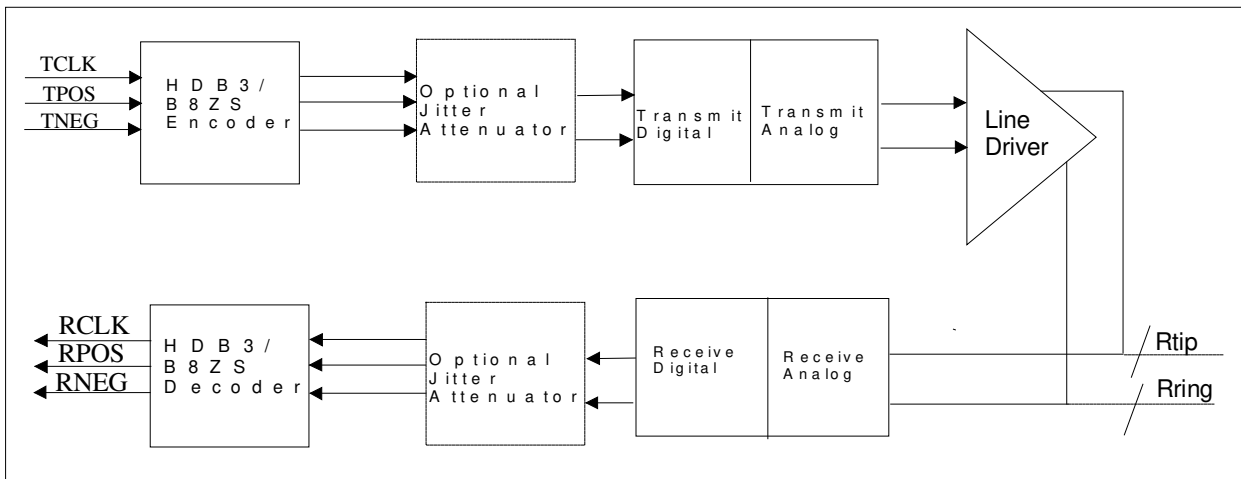 TCLK
TPOS
TNEG
HDB3/
B8ZS
Encoder
Optional
Jitter
Attenuator
Transmit
Digital
Transmit
Analog
Line
Driver
RCLK
RPOS
RNEG
HDB3/
B8ZS
Decoder
Optional
Jitter
Attenuator
Receive
Digital
Receive
Analog
Rtip
Rring